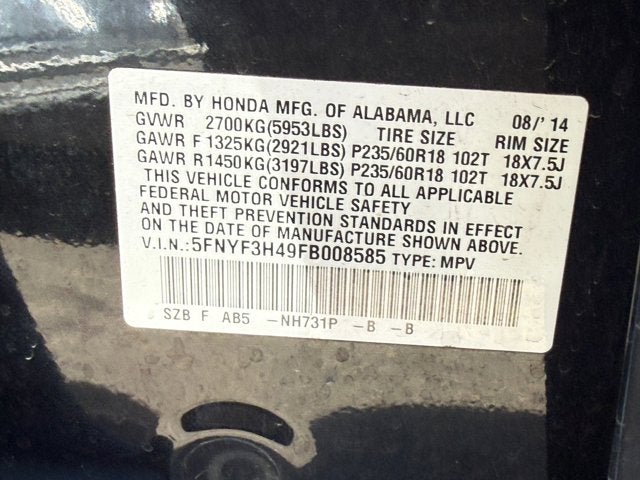 MFD. BY HONDA MFG. OF ALABAMA, LLC 08/'14
GVWR 2700KG(5953LBS) TIRE SIZE RIM SIZE
GAWR F 1325KG(2921LBS) P235/60R18 102T 18X7.5J
GAWR R 1450KG(3197LBS) P235/60R18 102T 18X7.5J
THIS VEHICLE CONFORMS TO ALL APPLICABLE
FEDERAL MOTOR VEHICLE SAFETY
AND THEFT PREVENTION STANDARDS IN EFFECT
ON THE DATE OF MANUFACTURE SHOWN ABOVE.
V.I.N.:5FNYF3H49FB008585 TYPE: MPV
SZB F AB5 -NH731P -B -B